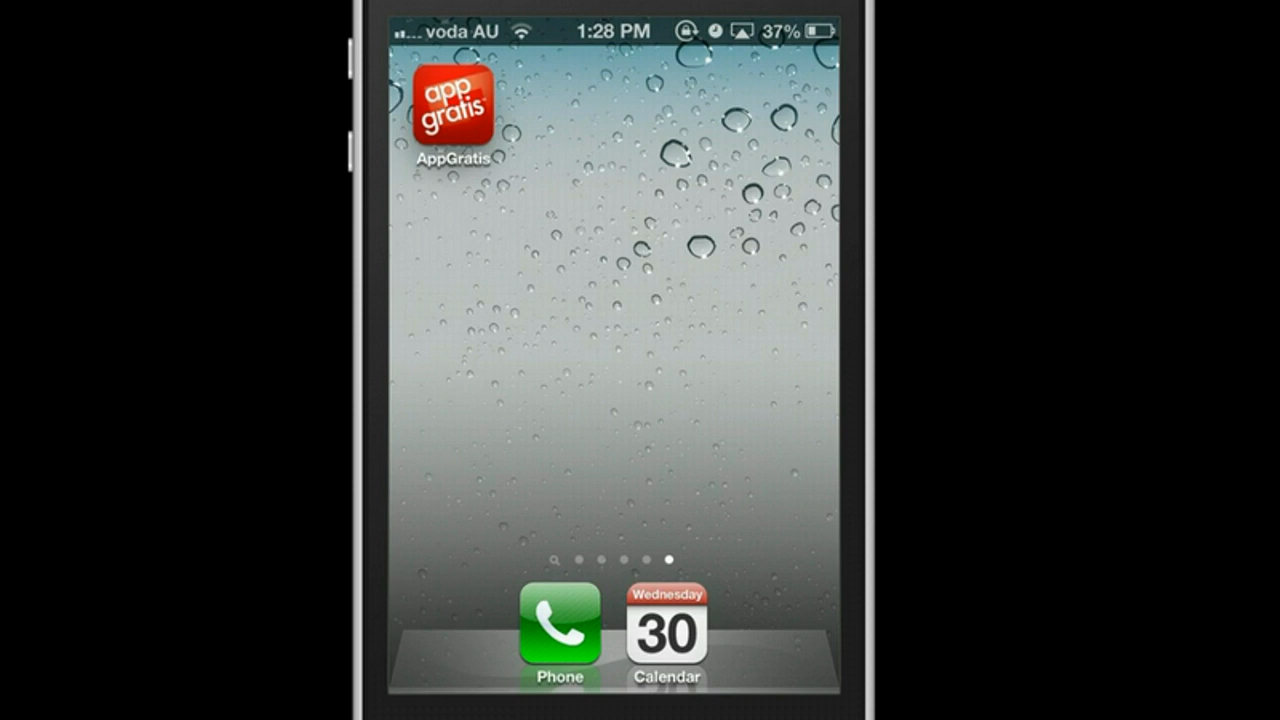 voda AU 1:28 PM 37%
app
gratis
AppGratis
Wednesday
30
Phone Calendar